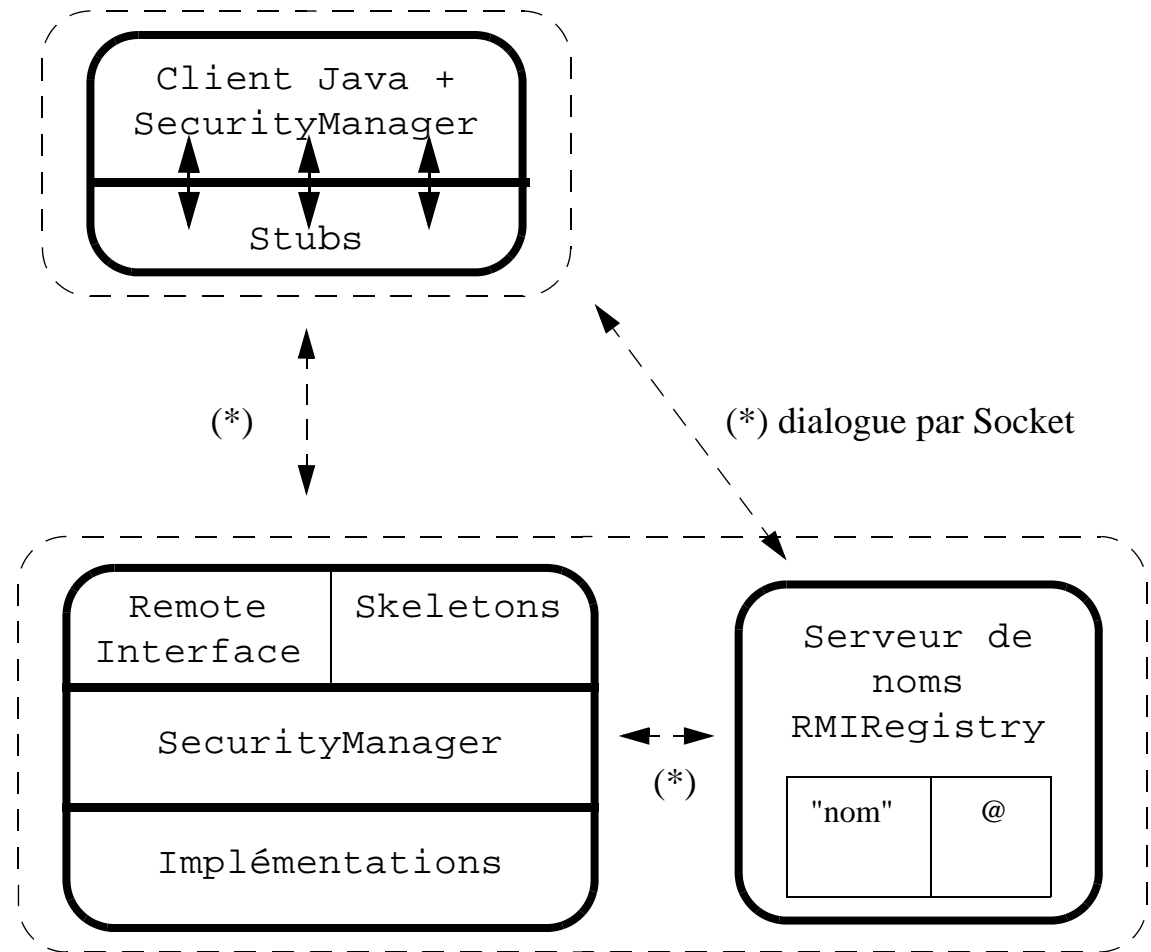 Client Java +
SecurityManager
Stubs
(*)
(*) dialogue par Socket
Remote
Interface
Skeletons
SecurityManager
Implémentations
(*)
Serveur de
noms
RMIRegistry
"nom"
@